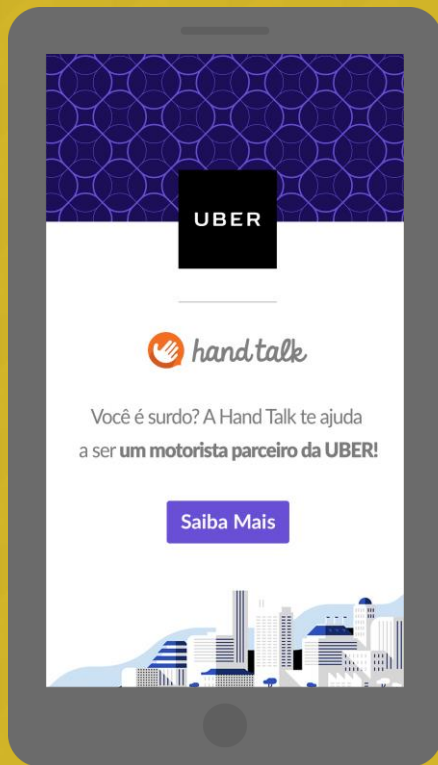 UBER
hand talk
Você é surdo? A Hand Talk te ajuda
a ser um motorista parceiro da UBER!
Saiba Mais